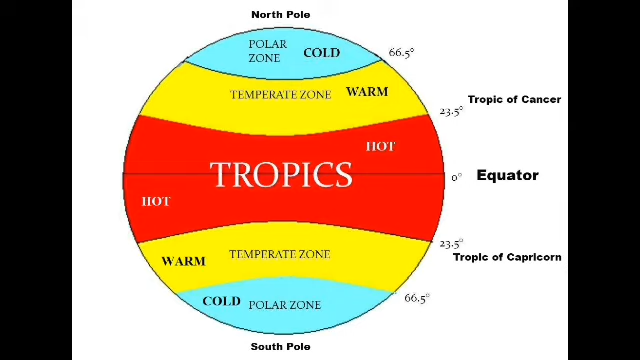 North Pole
POLAR
ZONE
COLD
66.5°
TEMPERATE ZONE
WARM
Tropic of Cancer
23.5°
HOT
TROPICS
0°
Equator
HOT
23.5°
TEMPERATE ZONE
Tropic of Capricorn
WARM
COLD
POLAR ZONE
66.5°
South Pole